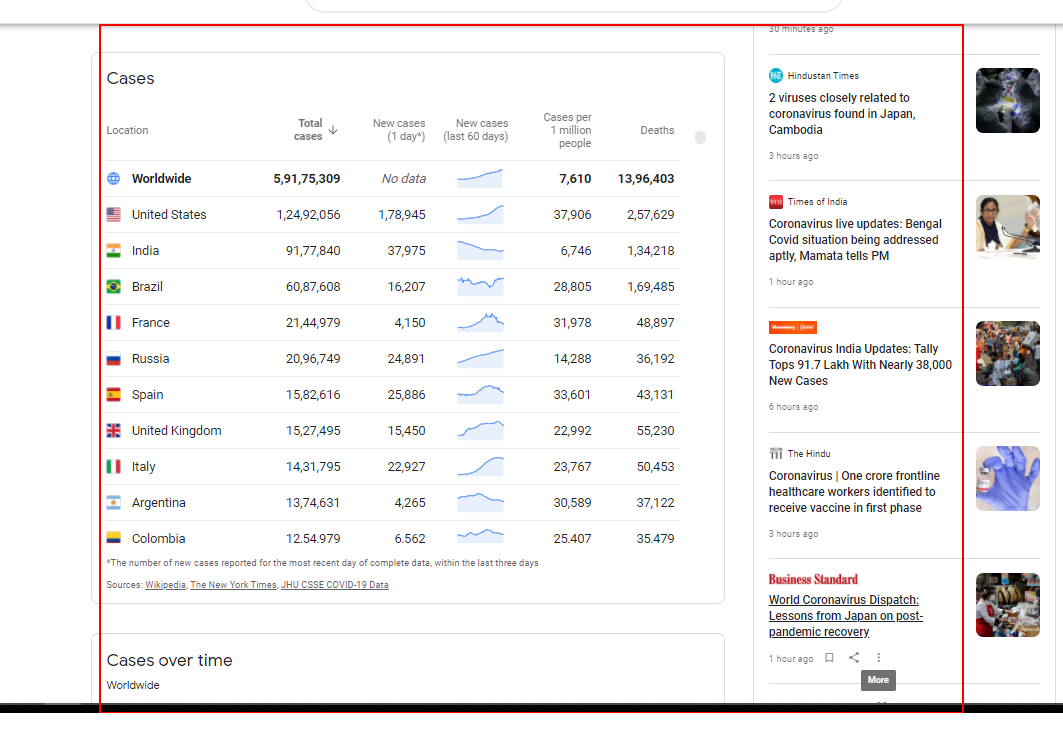 30 minutes ago
Cases
Location
Total cases
New cases (1 day*)
New cases (last 60 days)
Cases per 1 million people
Deaths
Worldwide 5,91,75,309 No data 7,610 13,96,403
United States 1,24,92,056 1,78,945 37,906 2,57,629
India 91,77,840 37,975 6,746 1,34,218
Brazil 60,87,608 16,207 28,805 1,69,485
France 21,44,979 4,150 31,978 48,897
Russia 20,96,749 24,891 14,288 36,192
Spain 15,82,616 25,886 33,601 43,131
United Kingdom 15,27,495 15,450 22,992 55,230
Italy 14,31,795 22,927 23,767 50,453
Argentina 13,74,631 4,265 30,589 37,122
Colombia 12.54.979 6.562 25.407 35.479
*The number of new cases reported for the most recent day of complete data, within the last three days
Sources: Wikipedia, The New York Times, JHU CSSE COVID-19 Data
Cases over time
Worldwide
Hindustan Times
2 viruses closely related to
coronavirus found in Japan,
Cambodia
3 hours ago
Times of India
Coronavirus live updates: Bengal
Covid situation being addressed
aptly, Mamata tells PM
1 hour ago
Coronavirus India Updates: Tally
Tops 91.7 Lakh With Nearly 38,000
New Cases
6 hours ago
The Hindu
Coronavirus | One crore frontline
healthcare workers identified to
receive vaccine in first phase
3 hours ago
Business Standard
World Coronavirus Dispatch:
Lessons from Japan on post-
pandemic recovery
1 hour ago
More